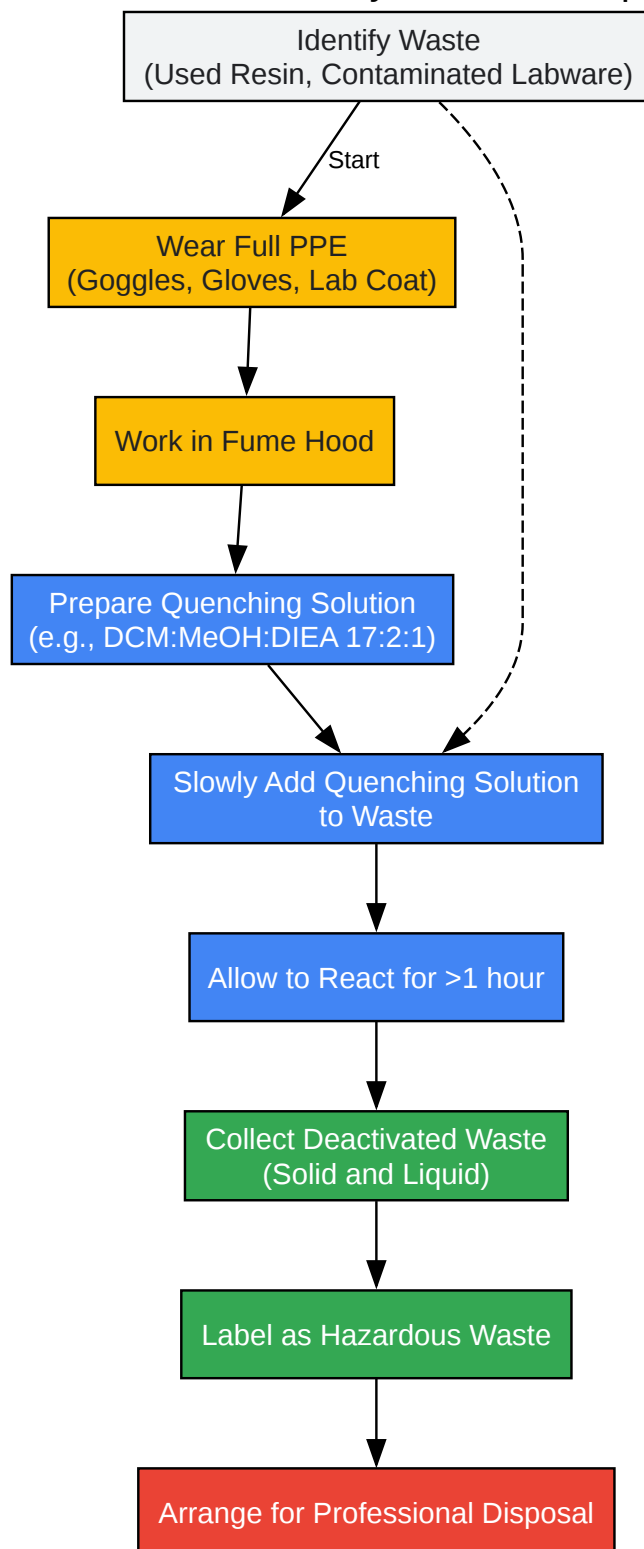 Identify Waste
(Used Resin, Contaminated Labware)
Start
Wear Full PPE
(Goggles, Gloves, Lab Coat)
Work in Fume Hood
Prepare Quenching Solution
(e.g., DCM:MeOH:DIEA 17:2:1)
Slowly Add Quenching Solution
to Waste
Allow to React for >1 hour
Collect Deactivated Waste
(Solid and Liquid)
Label as Hazardous Waste
Arrange for Professional Disposal